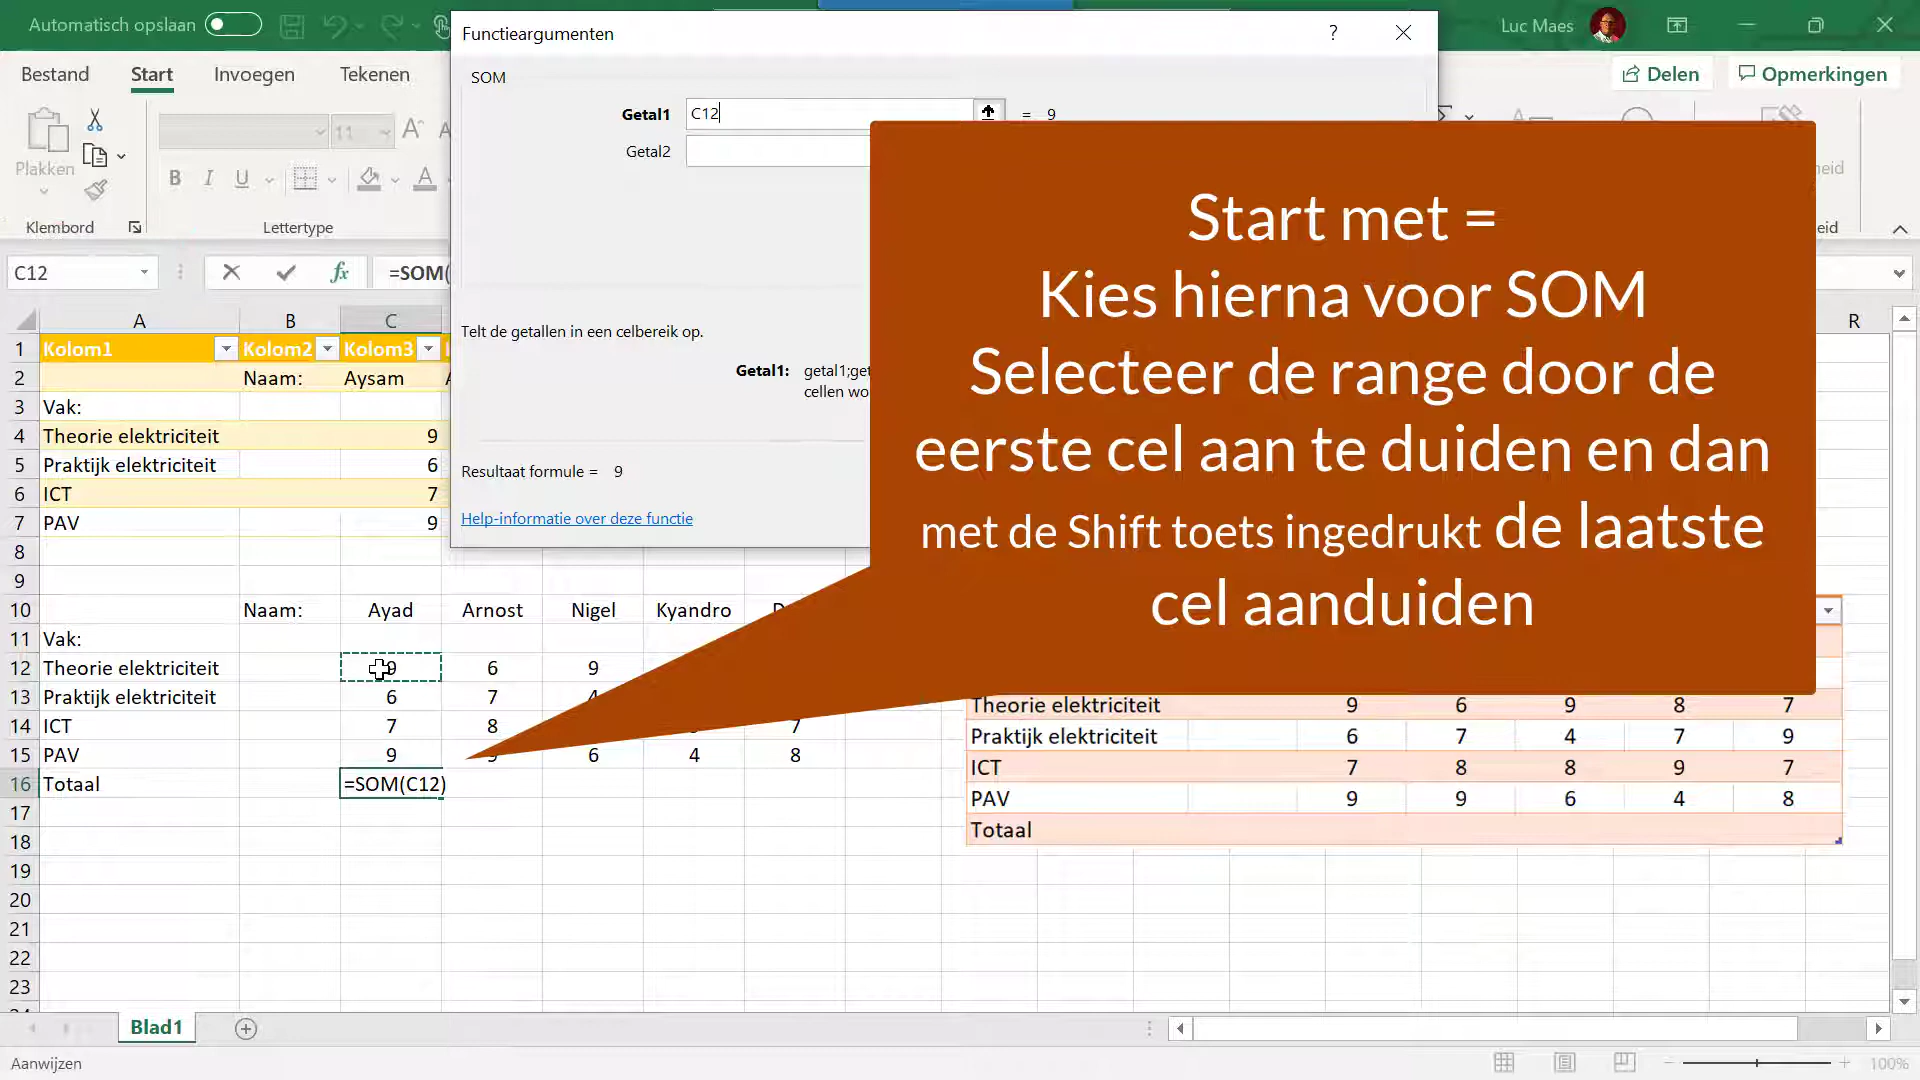 Automatisch opslaan
Luc Maes
Functieargumenten
?
Bestand Start Invoegen Tekenen
Delen Opmerkingen
SOM
Getal1 C12 = 9
Getal2
11
Plakken
B I U A
Klembord Lettertype
C12 fx =SOM(
Telt de getallen in een celbereik op.
Getal1:
Resultaat formule = 9
Help-informatie over deze functie
Start met =
Kies hierna voor SOM
Selecteer de range door de
eerste cel aan te duiden en dan
met de Shift toets ingedrukt de laatste
cel aanduiden
A B C R
1 Kolom1 Kolom2 Kolom3
2 Naam: Aysam
3 Vak:
4 Theorie elektriciteit 9
5 Praktijk elektriciteit 6
6 ICT 7
7 PAV 9
8
9
10 Naam: Ayad Arnost Nigel Kyandro
11 Vak:
12 Theorie elektriciteit 9 6 9
13 Praktijk elektriciteit 6 7 4
14 ICT 7 8 7
15 PAV 9 9 6 4 8
16 Totaal =SOM(C12)
17
18
19
20
21
22
23
Theorie elektriciteit 9 6 9 8 7
Praktijk elektriciteit 6 7 4 7 9
ICT 7 8 8 9 7
PAV 9 9 6 4 8
Totaal
Blad1
Aanwijzen
100%